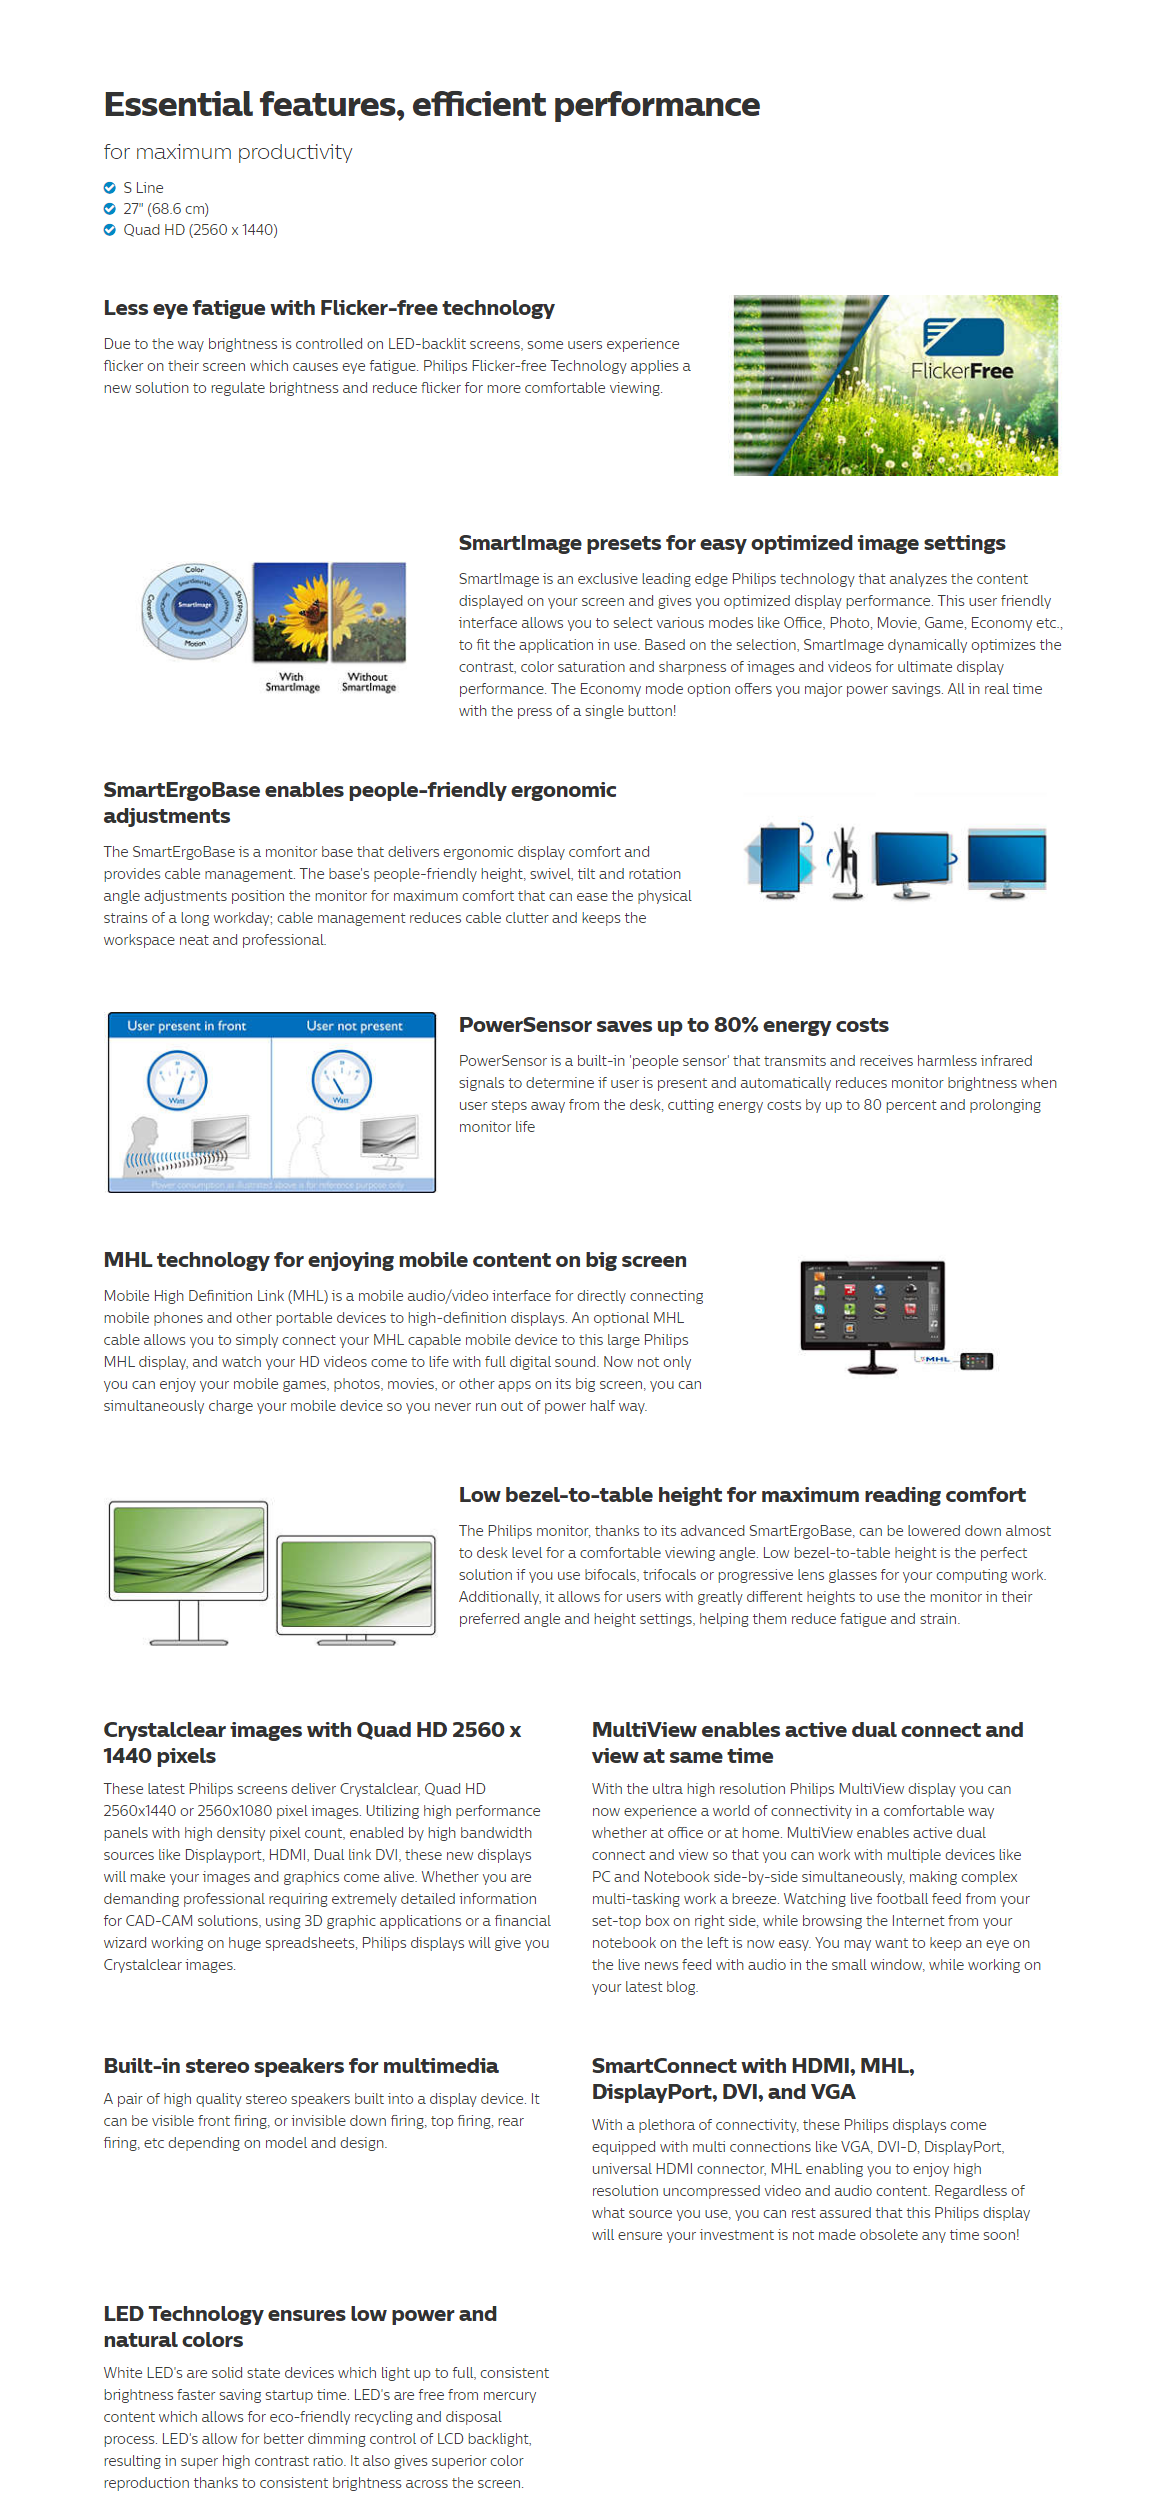 Essential features, efficient performance
for maximum productivity
S Line
27" (68.6 cm)
Quad HD (2560 x 1440)
Less eye fatigue with Flicker-free technology
Due to the way brightness is controlled on LED-backlit screens, some users experience
flicker on their screen which causes eye fatigue. Philips Flicker-free Technology applies a
new solution to regulate brightness and reduce flicker for more comfortable viewing.
FlickerFree
SmartImage presets for easy optimized image settings
SmartImage is an exclusive leading edge Philips technology that analyzes the content
displayed on your screen and gives you optimized display performance. This user friendly
interface allows you to select various modes like Office, Photo, Movie, Game, Economy etc.,
to fit the application in use. Based on the selection, SmartImage dynamically optimizes the
contrast, color saturation and sharpness of images and videos for ultimate display
performance. The Economy mode option offers you major power savings. All in real time
with the press of a single button!
Color
Contrast
Sharpness
Motion
SmartImage
With
SmartImage
Without
SmartImage
SmartErgoBase enables people-friendly ergonomic
adjustments
The SmartErgoBase is a monitor base that delivers ergonomic display comfort and
provides cable management. The base's people-friendly height, swivel, tilt and rotation
angle adjustments position the monitor for maximum comfort that can ease the physical
strains of a long workday; cable management reduces cable clutter and keeps the
workspace neat and professional.
User present in front
User not present
Watt
Watt
Power consumption as illustrated above is for reference purpose only
PowerSensor saves up to 80% energy costs
PowerSensor is a built-in 'people sensor' that transmits and receives harmless infrared
signals to determine if user is present and automatically reduces monitor brightness when
user steps away from the desk, cutting energy costs by up to 80 percent and prolonging
monitor life
MHL technology for enjoying mobile content on big screen
Mobile High Definition Link (MHL) is a mobile audio/video interface for directly connecting
mobile phones and other portable devices to high-definition displays. An optional MHL
cable allows you to simply connect your MHL capable mobile device to this large Philips
MHL display, and watch your HD videos come to life with full digital sound. Now not only
you can enjoy your mobile games, photos, movies, or other apps on its big screen, you can
simultaneously charge your mobile device so you never run out of power half way.
MHL
Low bezel-to-table height for maximum reading comfort
The Philips monitor, thanks to its advanced SmartErgoBase, can be lowered down almost
to desk level for a comfortable viewing angle. Low bezel-to-table height is the perfect
solution if you use bifocals, trifocals or progressive lens glasses for your computing work.
Additionally, it allows for users with greatly different heights to use the monitor in their
preferred angle and height settings, helping them reduce fatigue and strain.
Crystalclear images with Quad HD 2560 x
1440 pixels
These latest Philips screens deliver Crystalclear, Quad HD
2560x1440 or 2560x1080 pixel images. Utilizing high performance
panels with high density pixel count, enabled by high bandwidth
sources like Displayport, HDMI, Dual link DVI, these new displays
will make your images and graphics come alive. Whether you are
demanding professional requiring extremely detailed information
for CAD-CAM solutions, using 3D graphic applications or a financial
wizard working on huge spreadsheets, Philips displays will give you
Crystalclear images.
MultiView enables active dual connect and
view at same time
With the ultra high resolution Philips MultiView display you can
now experience a world of connectivity in a comfortable way
whether at office or at home. MultiView enables active dual
connect and view so that you can work with multiple devices like
PC and Notebook side-by-side simultaneously, making complex
multi-tasking work a breeze. Watching live football feed from your
set-top box on right side, while browsing the Internet from your
notebook on the left is now easy. You may want to keep an eye on
the live news feed with audio in the small window, while working on
your latest blog.
Built-in stereo speakers for multimedia
A pair of high quality stereo speakers built into a display device. It
can be visible front firing, or invisible down firing, top firing, rear
firing, etc depending on model and design.
SmartConnect with HDMI, MHL,
DisplayPort, DVI, and VGA
With a plethora of connectivity, these Philips displays come
equipped with multi connections like VGA, DVI-D, DisplayPort,
universal HDMI connector, MHL enabling you to enjoy high
resolution uncompressed video and audio content. Regardless of
what source you use, you can rest assured that this Philips display
will ensure your investment is not made obsolete any time soon!
LED Technology ensures low power and
natural colors
White LED's are solid state devices which light up to full, consistent
brightness faster saving startup time. LED's are free from mercury
content which allows for eco-friendly recycling and disposal
process. LED's allow for better dimming control of LCD backlight,
resulting in super high contrast ratio. It also gives superior color
reproduction thanks to consistent brightness across the screen.